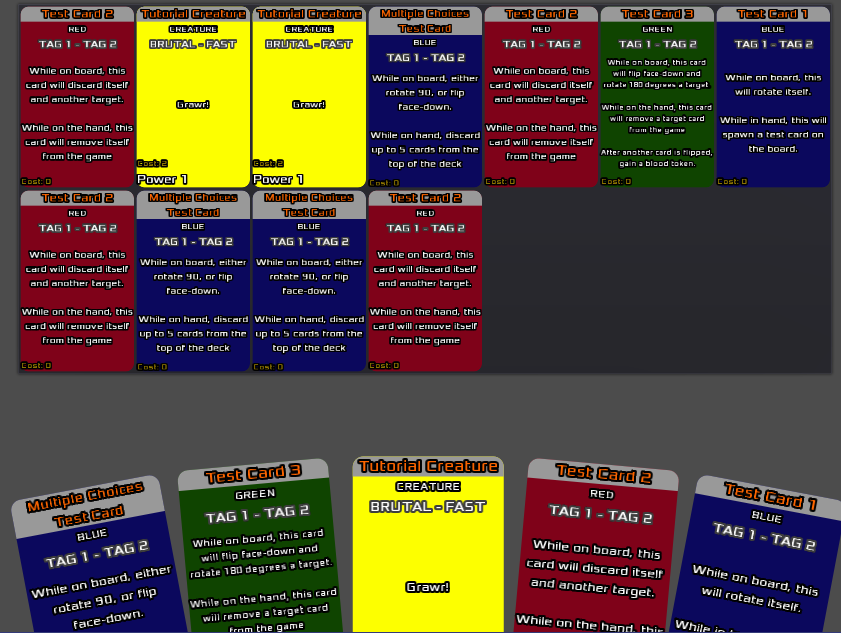 Test Card 2
RED
TAG 1 - TAG 2
While on board, this
card will discard itself
and another target.
While on the hand, this
card will remove itself
from the game
Cost: 0
Tutorial Creature
CREATURE
BRUTAL - FAST
Grawr!
Cost: 2
Power 1
Tutorial Creature
CREATURE
BRUTAL - FAST
Grawr!
Cost: 2
Power 1
Multiple Choices
Test Card
BLUE
TAG 1 - TAG 2
While on board, either
rotate 90, or flip
face-down.
While on hand, discard
up to 5 cards from the
top of the deck
Cost: 0
Test Card 2
RED
TAG 1 - TAG 2
While on board, this
card will discard itself
and another target.
While on the hand, this
card will remove itself
from the game
Cost: 0
Test Card 3
GREEN
TAG 1 - TAG 2
While on board, this card
will flip face-down and
rotate 180 degrees a target.
While on the hand, this card
will remove a target card
from the game
After another card is flipped,
gain a blood token.
Cost: 0
Test Card 1
BLUE
TAG 1 - TAG 2
While on board, this
will rotate itself.
While in hand, this will
spawn a test card on
the board.
Cost: 0
Test Card 2
RED
TAG 1 - TAG 2
While on board, this
card will discard itself
and another target.
While on the hand, this
card will remove itself
from the game
Cost: 0
Multiple Choices
Test Card
BLUE
TAG 1 - TAG 2
While on board, either
rotate 90, or flip
face-down.
While on hand, discard
up to 5 cards from the
top of the deck
Cost: 0
Multiple Choices
Test Card
BLUE
TAG 1 - TAG 2
While on board, either
rotate 90, or flip
face-down.
While on hand, discard
up to 5 cards from the
top of the deck
Cost: 0
Test Card 2
RED
TAG 1 - TAG 2
While on board, this
card will discard itself
and another target.
While on the hand, this
card will remove itself
from the game
Cost: 0
Multiple Choices
Test Card
BLUE
TAG 1 - TAG 2
While on board, either
rotate 90, or flip
face-down.
Test Card 3
GREEN
TAG 1 - TAG 2
While on board, this card
will flip face-down and
rotate 180 degrees a target.
While on the hand, this card
will remove a target card
from the game
Tutorial Creature
CREATURE
BRUTAL - FAST
Grawr!
Test Card 2
RED
TAG 1 - TAG 2
While on board, this
card will discard itself
and another target.
While on the hand, this
Test Card 1
BLUE
TAG 1 - TAG 2
While on board, this
will rotate itself.
While in